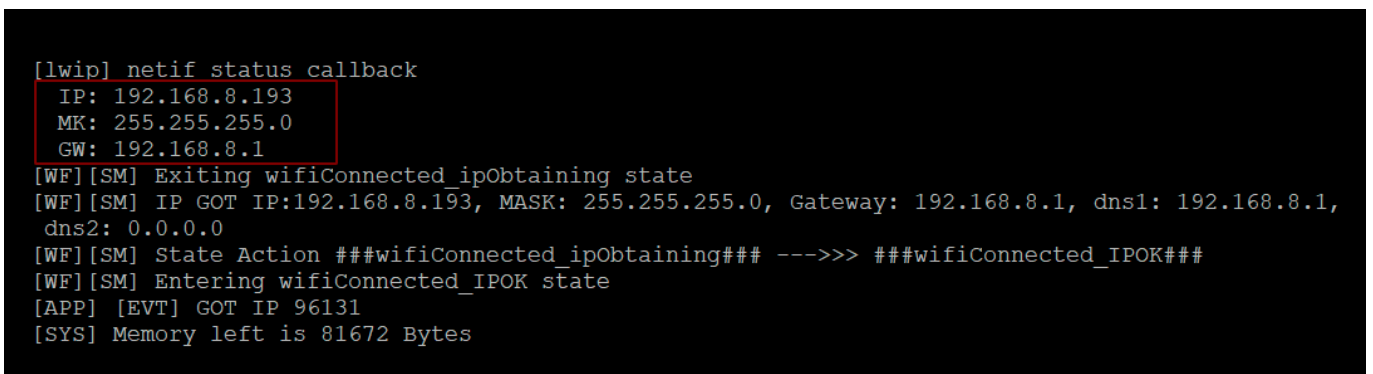 [lwip] netif status callback
IP: 192.168.8.193
MK: 255.255.255.0
GW: 192.168.8.1
[WF][SM] Exiting wifiConnected_ipObtaining state
[WF][SM] IP GOT IP:192.168.8.193, MASK: 255.255.255.0, Gateway: 192.168.8.1, dns1: 192.168.8.1,
dns2: 0.0.0.0
[WF][SM] State Action ###wifiConnected_ipObtaining### --->>> ###wifiConnected_IPOK###
[WF][SM] Entering wifiConnected_IPOK state
[APP] [EVT] GOT IP 96131
[SYS] Memory left is 81672 Bytes